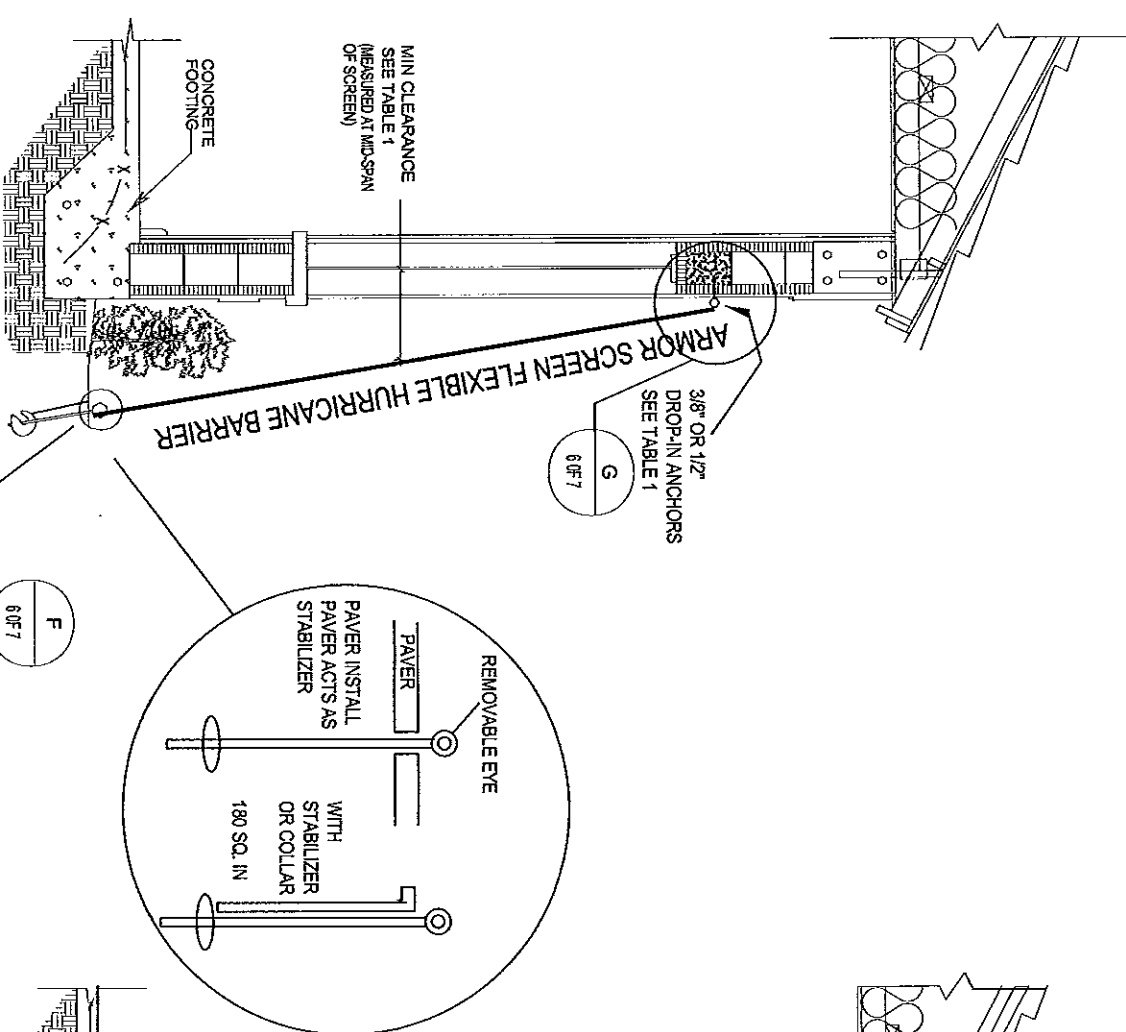 MIN CLEARANCE
SEE TABLE 1
(MEASURED AT MID-SPAN
OF SCREEN)
CONCRETE
FOOTING
3/8" OR 1/2"
DROP-IN ANCHORS
SEE TABLE 1
G
6 OF 7
ARMOR SCREEN FLEXIBLE HURRICANE BARRIER
F
6 OF 7
REMOVABLE EYE
PAVER
PAVER INSTALL
PAVER ACTS AS
STABILIZER
WITH
STABILIZER
OR COLLAR
180 SQ. IN